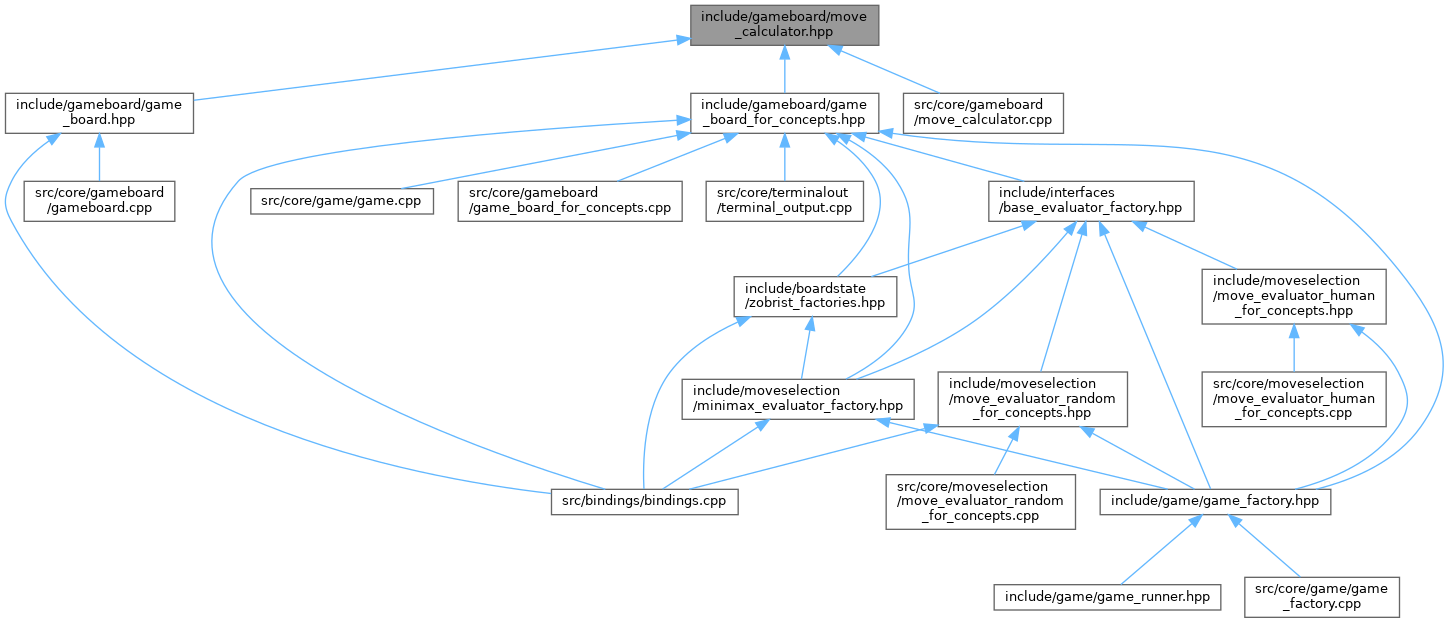 include/gameboard/move
_calculator.hpp
include/gameboard/game
_board.hpp
include/gameboard/game
_board_for_concepts.hpp
src/core/gameboard
/move_calculator.cpp
src/core/gameboard
/gameboard.cpp
src/core/game/game.cpp
src/core/gameboard
/game_board_for_concepts.cpp
src/core/terminalout
/terminal_output.cpp
include/interfaces
/base_evaluator_factory.hpp
include/boardstate
/zobrist_factories.hpp
include/moveselection
/move_evaluator_human
_for_concepts.hpp
include/moveselection
/minimax_evaluator_factory.hpp
include/moveselection
/move_evaluator_random
_for_concepts.hpp
src/core/moveselection
/move_evaluator_human
_for_concepts.cpp
src/bindings/bindings.cpp
src/core/moveselection
/move_evaluator_random
_for_concepts.cpp
include/game/game_factory.hpp
include/game/game_runner.hpp
src/core/game/game
_factory.cpp